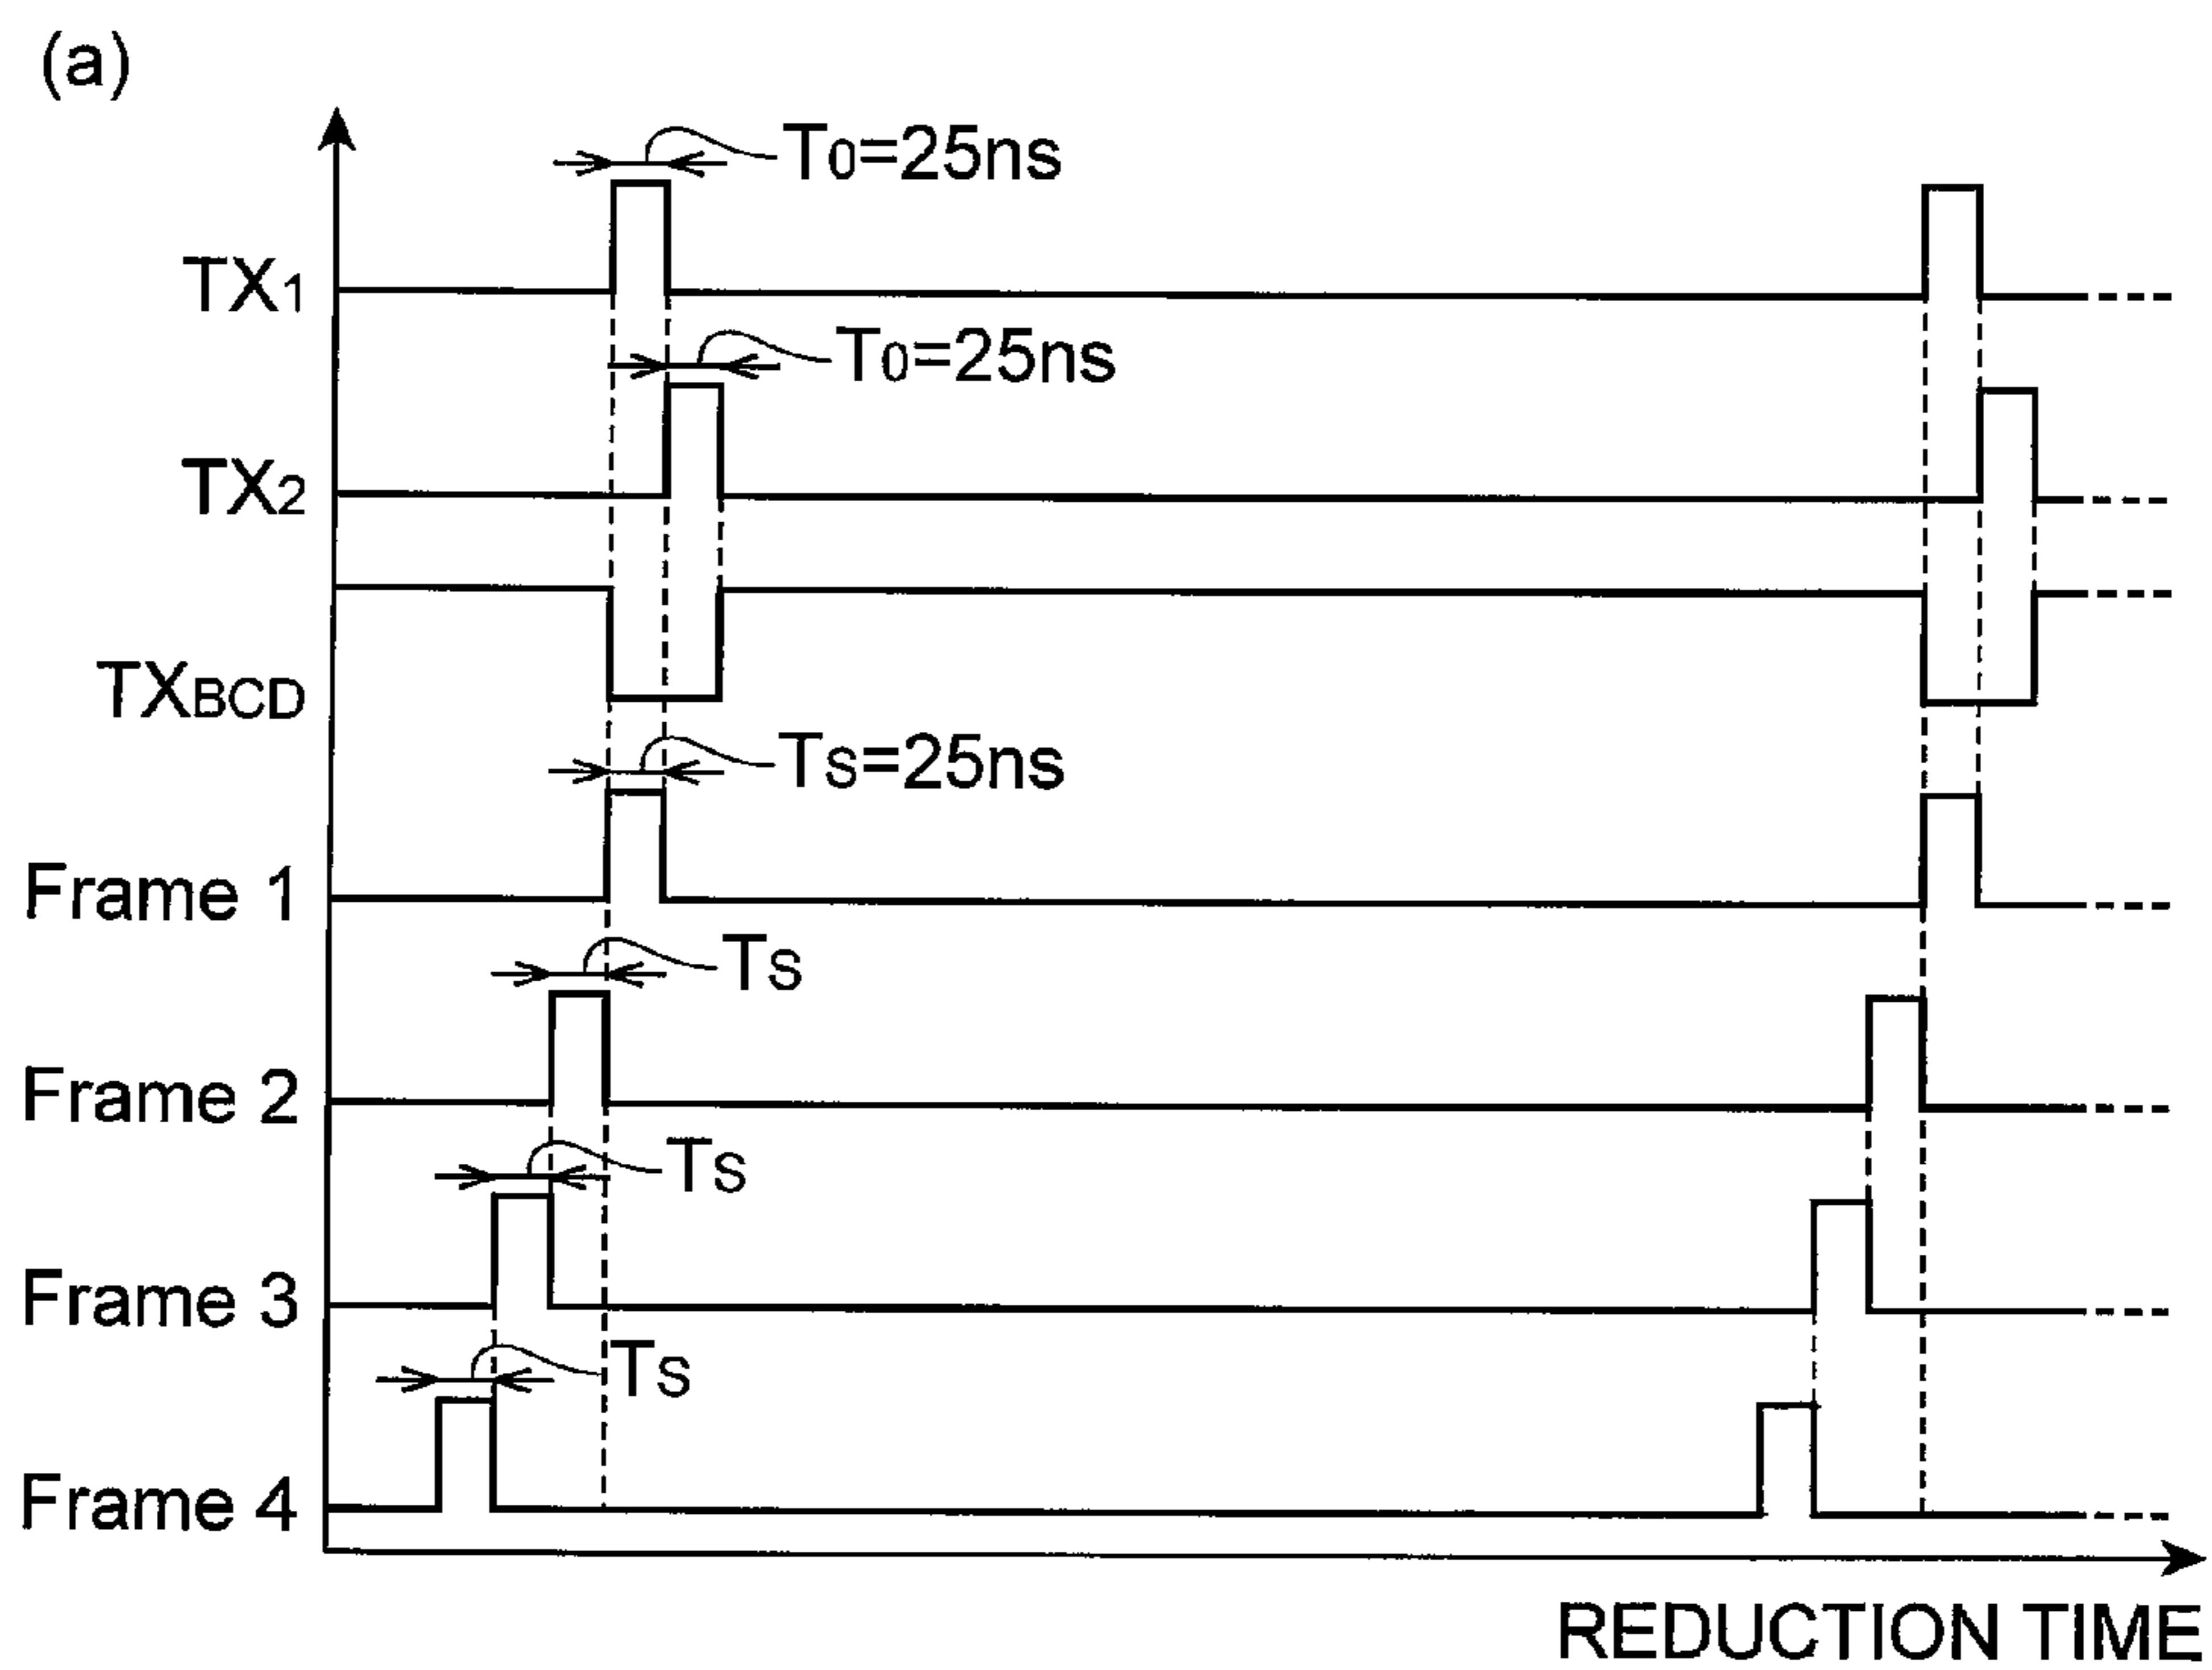 (a)
T0=25ns
TX1
T0=25ns
TX2
TXBCD
TS=25ns
Frame 1
TS
Frame 2
TS
Frame 3
TS
Frame 4
REDUCTION TIME